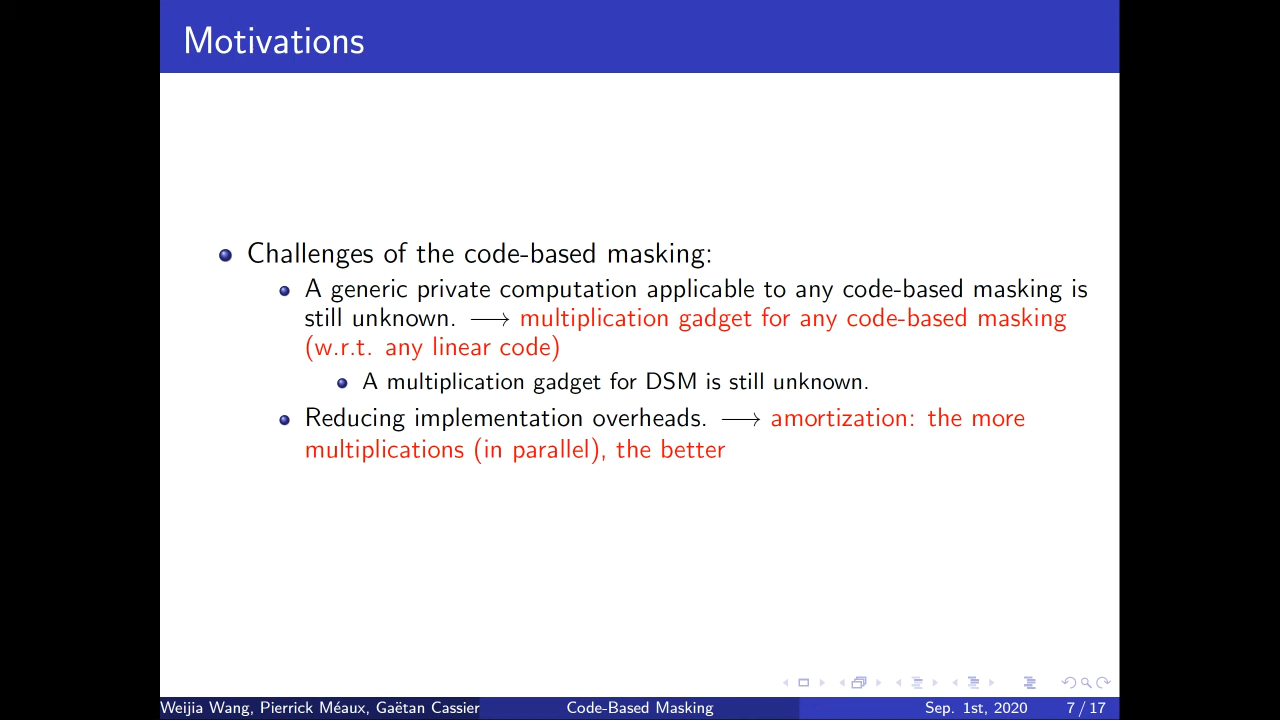 Motivations
Challenges of the code-based masking:
A generic private computation applicable to any code-based masking is
still unknown. ⟶ multiplication gadget for any code-based masking
(w.r.t. any linear code)
A multiplication gadget for DSM is still unknown.
Reducing implementation overheads. ⟶ amortization: the more
multiplications (in parallel), the better
Weijia Wang, Pierrick Méaux, Gaëtan Cassier
Code-Based Masking
Sep. 1st, 2020
7 / 17